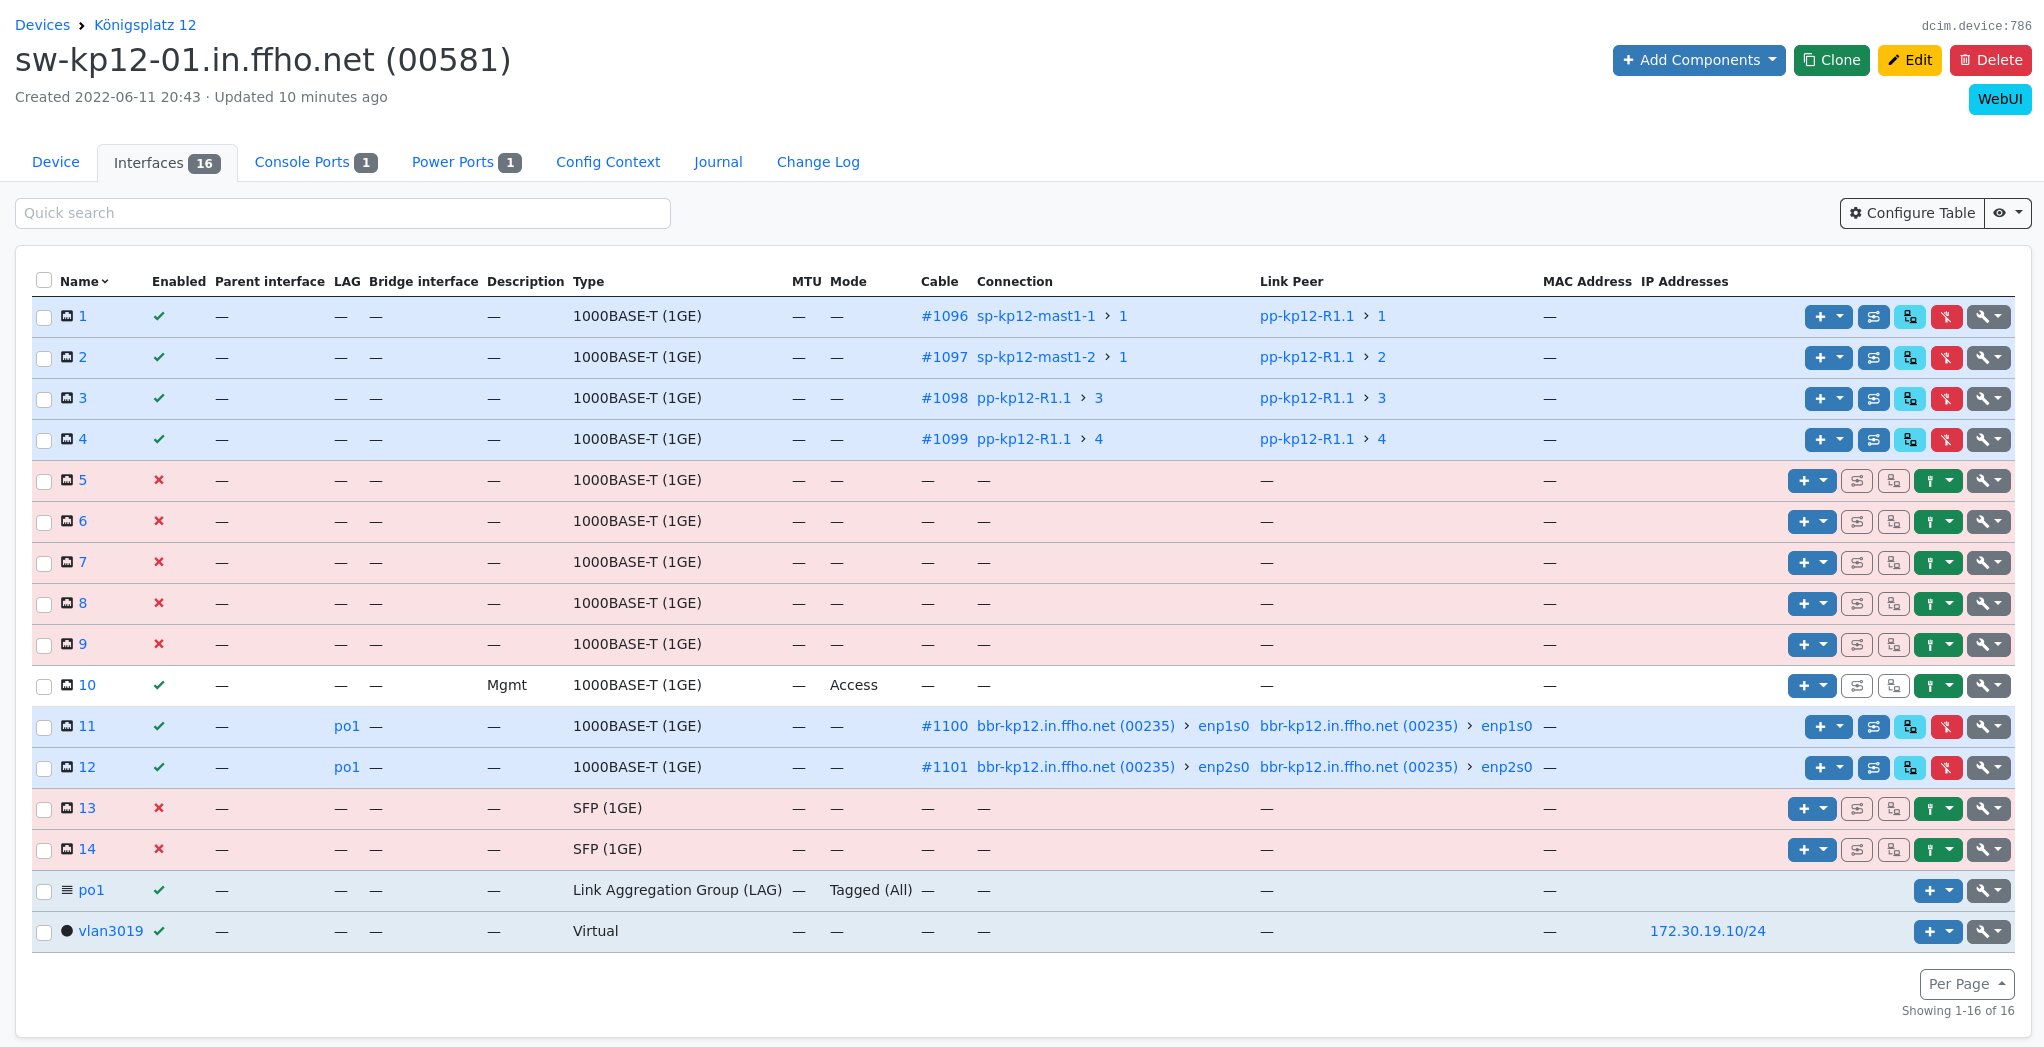 Devices > Königsplatz 12
dcim.device:786
sw-kp12-01.in.ffho.net (00581)
Add Components Clone Edit Delete
Created 2022-06-11 20:43 · Updated 10 minutes ago
WebUI
Device Interfaces 16 Console Ports 1 Power Ports 1 Config Context Journal Change Log
Quick search
Configure Table
Name Enabled Parent interface LAG Bridge interface Description Type MTU Mode Cable Connection Link Peer MAC Address IP Addresses
1 — — — — 1000BASE-T (1GE) — — #1096 sp-kp12-mast1-1 > 1 pp-kp12-R1.1 > 1 —
2 — — — — 1000BASE-T (1GE) — — #1097 sp-kp12-mast1-2 > 1 pp-kp12-R1.1 > 2 —
3 — — — — 1000BASE-T (1GE) — — #1098 pp-kp12-R1.1 > 3 pp-kp12-R1.1 > 3 —
4 — — — — 1000BASE-T (1GE) — — #1099 pp-kp12-R1.1 > 4 pp-kp12-R1.1 > 4 —
5 — — — — 1000BASE-T (1GE) — — — — — —
6 — — — — 1000BASE-T (1GE) — — — — — —
7 — — — — 1000BASE-T (1GE) — — — — — —
8 — — — — 1000BASE-T (1GE) — — — — — —
9 — — — — 1000BASE-T (1GE) — — — — — —
10 — — — Mgmt 1000BASE-T (1GE) — Access — — — —
11 — po1 — — 1000BASE-T (1GE) — — #1100 bbr-kp12.in.ffho.net (00235) > enp1s0 bbr-kp12.in.ffho.net (00235) > enp1s0 —
12 — po1 — — 1000BASE-T (1GE) — — #1101 bbr-kp12.in.ffho.net (00235) > enp2s0 bbr-kp12.in.ffho.net (00235) > enp2s0 —
13 — — — — SFP (1GE) — — — — — —
14 — — — — SFP (1GE) — — — — — —
po1 — — — — Link Aggregation Group (LAG) — Tagged (All) — — — —
vlan3019 — — — — Virtual — — — — — — 172.30.19.10/24
Per Page
Showing 1-16 of 16